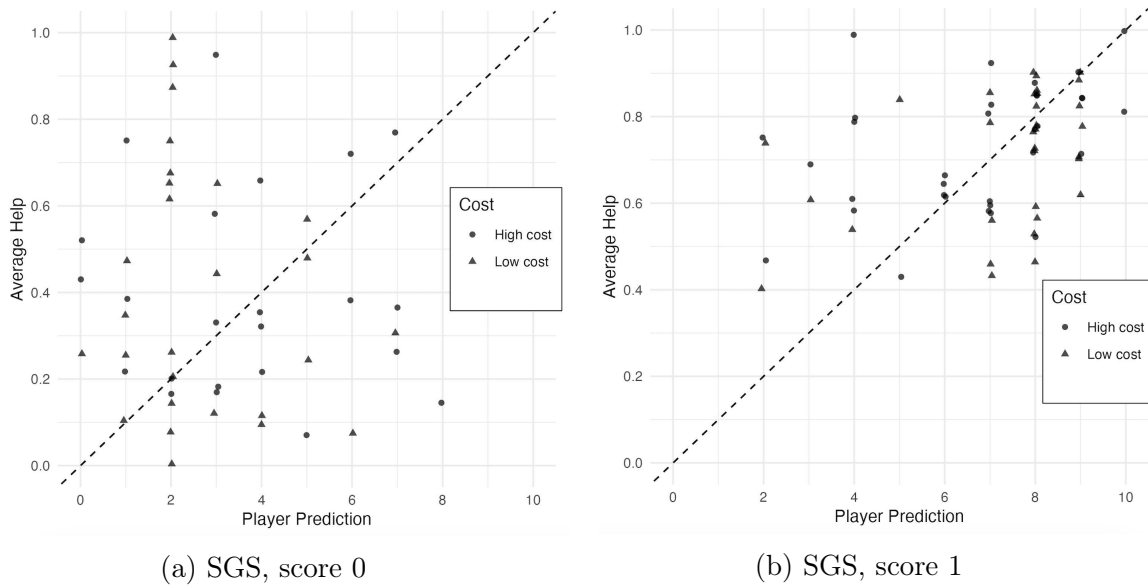 1.0
0.8
0.6
0.4
0.2
0.0
Average Help
0 2 4 6 8 10
Player Prediction
Cost
High cost
Low cost
(a) SGS, score 0
1.0
0.8
0.6
0.4
0.2
0.0
Average Help
0 2 4 6 8 10
Player Prediction
Cost
High cost
Low cost
(b) SGS, score 1